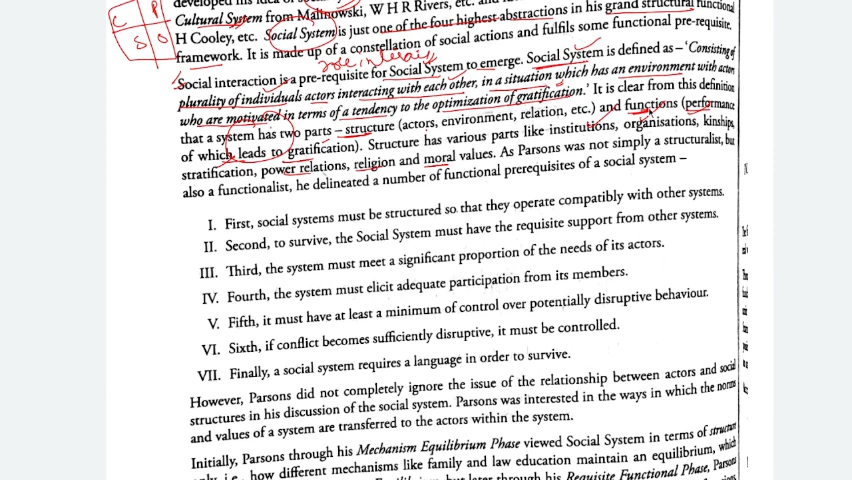 C P
S O
developed his idea of
Cultural System from Malinowski, W H R Rivers, etc. and
H Cooley, etc. Social System is just one of the four highest abstractions in his grand structural functional
framework. It is made up of a constellation of social actions and fulfils some functional pre-requisite.
Social interaction is a pre-requisite for Social System to emerge. Social System is defined as – 'Consisting of
plurality of individuals actors interacting with each other, in a situation which has an environment with actors
who are motivated in terms of a tendency to the optimization of gratification.' It is clear from this definition
that a system has two parts – structure (actors, environment, relation, etc.) and functions (performance
of which leads to gratification). Structure has various parts like institutions, organisations, kinships,
stratification, power relations, religion and moral values. As Parsons was not simply a structuralist, but
also a functionalist, he delineated a number of functional prerequisites of a social system –
I. First, social systems must be structured so that they operate compatibly with other systems.
II. Second, to survive, the Social System must have the requisite support from other systems.
III. Third, the system must meet a significant proportion of the needs of its actors.
IV. Fourth, the system must elicit adequate participation from its members.
V. Fifth, it must have at least a minimum of control over potentially disruptive behaviour.
VI. Sixth, if conflict becomes sufficiently disruptive, it must be controlled.
VII. Finally, a social system requires a language in order to survive.
However, Parsons did not completely ignore the issue of the relationship between actors and social
structures in his discussion of the social system. Parsons was interested in the ways in which the norms
and values of a system are transferred to the actors within the system.
Initially, Parsons through his Mechanism Equilibrium Phase viewed Social System in terms of structure
only, i.e., how different mechanisms like family and law education maintain an equilibrium, which
but later through his Requisite Functional Phase, Parsons